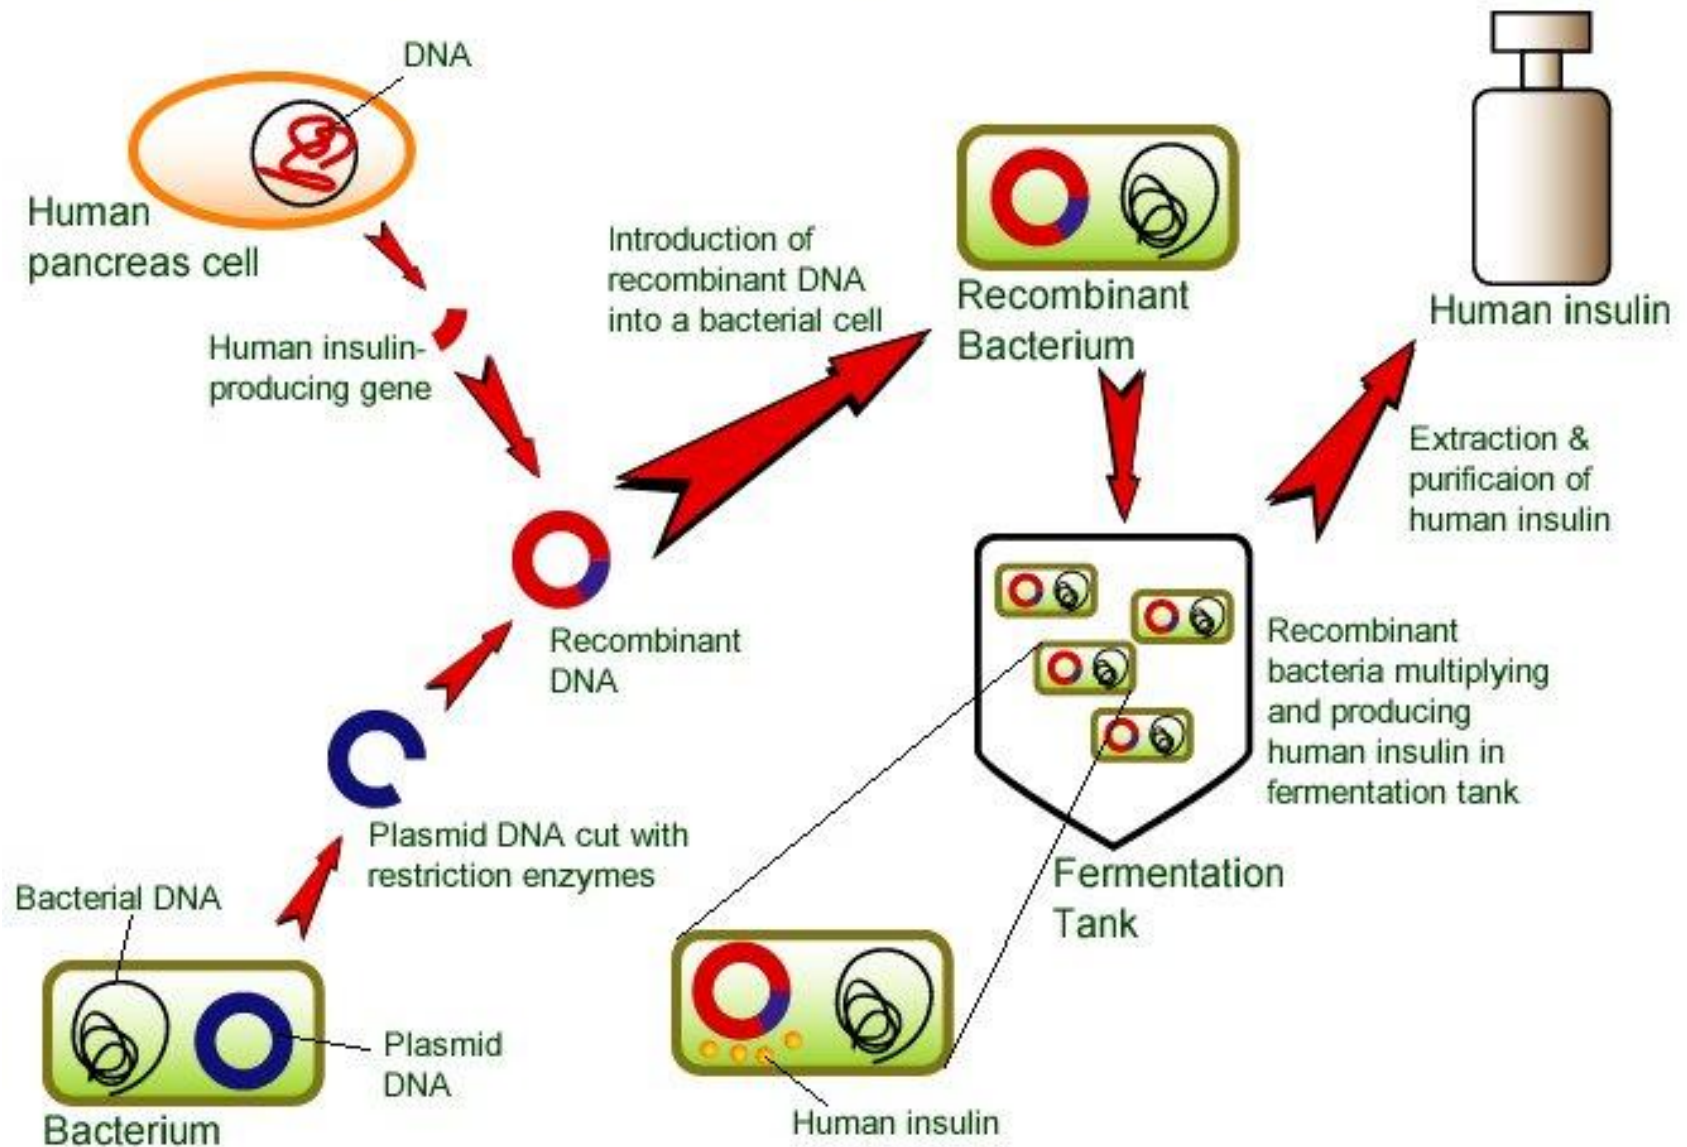 DNA
Human
pancreas cell
Human insulin-
producing gene
Introduction of
recombinant DNA
into a bacterial cell
Recombinant
Bacterium
Human insulin
Extraction &
purificaion of
human insulin
Recombinant
DNA
Recombinant
bacteria multiplying
and producing
human insulin in
fermentation tank
Plasmid DNA cut with
restriction enzymes
Fermentation
Tank
Bacterial DNA
Plasmid
DNA
Bacterium
Human insulin